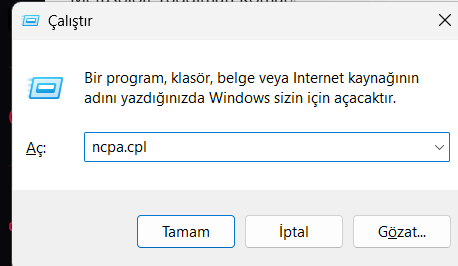 Çalıştır
Bir program, klasör, belge veya Internet kaynağının
adını yazdığınızda Windows sizin için açacaktır.
Aç: ncpa.cpl
Tamam İptal Gözat...